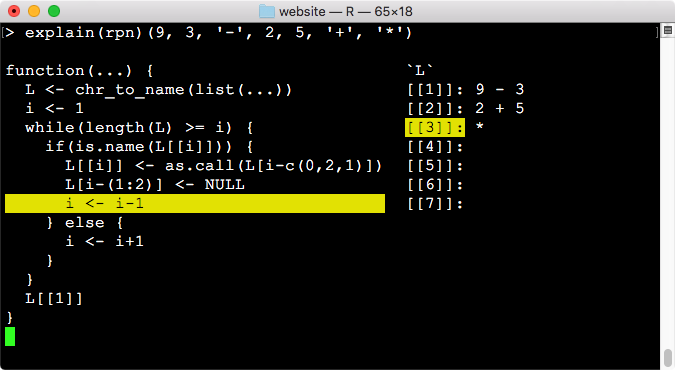 website — R — 65×18
> explain(rpn)(9, 3, '-', 2, 5, '+', '*')
function(...) { `L`
L <- chr_to_name(list(...)) [[1]]: 9 - 3
i <- 1 [[2]]: 2 + 5
while(length(L) >= i) { [[3]]: *
if(is.name(L[[i]])) { [[4]]:
L[[i]] <- as.call(L[i-c(0,2,1)]) [[5]]:
L[i-(1:2)] <- NULL [[6]]:
i <- i-1 [[7]]:
} else {
i <- i+1
}
}
L[[1]]
}